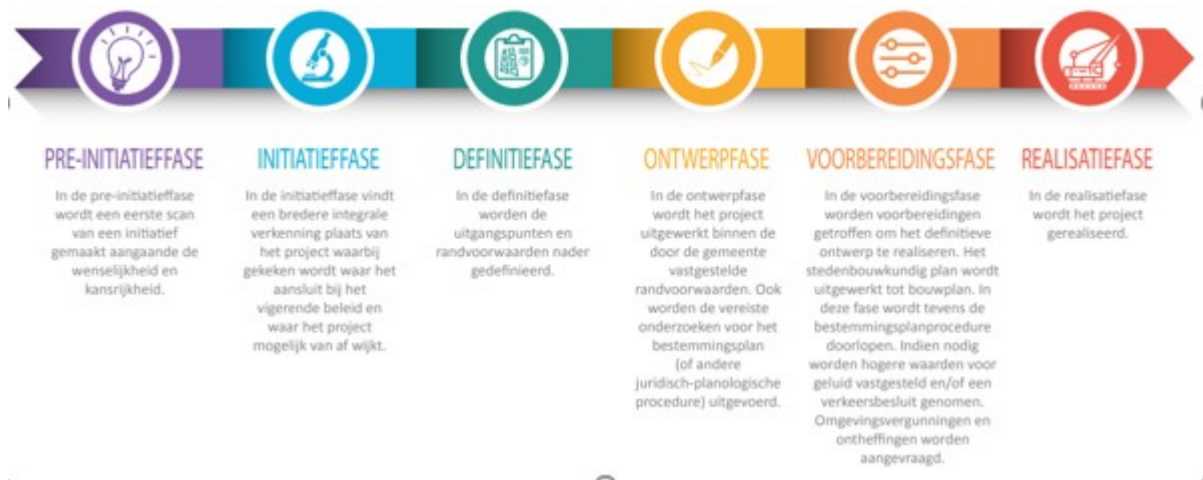 PRE-INITIATIEFFASE
In de pre-initiatieffase
wordt een eerste scan
van een initiatief
gemaakt aangaande de
wenselijkheid en
kansrijkheid.
INITIATIEFFASE
In de initiatieffase vindt
een bredere integrale
verkenning plaats van
het project waarbij
gekeken wordt waar het
aansluit bij het
vigerende beleid en
waar het project
mogelijk van af wijkt.
DEFINITIEFASE
In de definitiefase
worden de
uitgangspunten en
randvoorwaarden nader
gedefinieerd.
ONTWERPFASE
In de ontwerpfase
wordt het project
uitgewerkt binnen de
door de gemeente
vastgestelde
randvoorwaarden. Ook
worden de vereiste
onderzoeken voor het
bestemmingsplan
(of andere
juridisch-planologische
procedure) uitgevoerd.
VOORBEREIDINGSFASE
In de voorbereidingsfase
worden voorbereidingen
getroffen om het definitieve
ontwerp te realiseren. Het
stedenbouwkundig plan wordt
uitgewerkt tot bouwplan. In
deze fase wordt tevens de
bestemmingsplanprocedure
doorlopen. Indien nodig
worden hogere waarden voor
geluid vastgesteld en/of een
verkeersbesluit genomen.
Omgevingsvergunningen en
ontheffingen worden
aangevraagd.
REALISATIEFASE
In de realisatiefase
wordt het project
gerealiseerd.